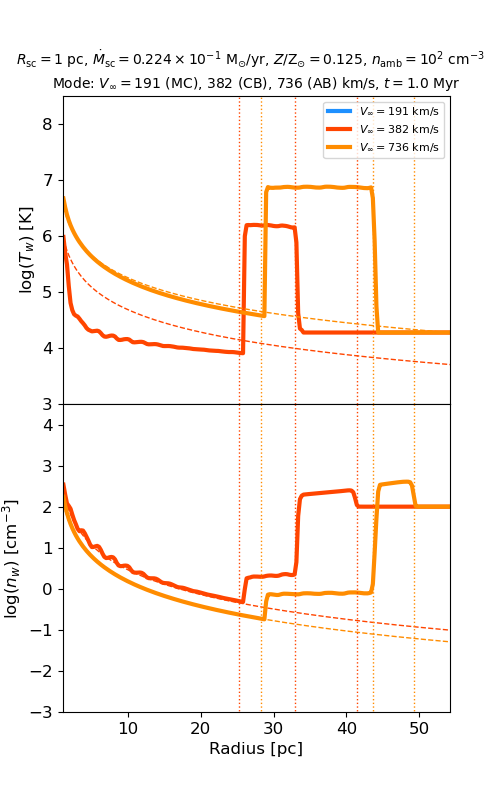 R_sc = 1 pc, Ṁ_sc = 0.224 × 10⁻¹ M_⊙/yr, Z/Z_⊙ = 0.125, n_amb = 10² cm⁻³
Mode: V_∞ = 191 (MC), 382 (CB), 736 (AB) km/s, t = 1.0 Myr
V_∞ = 191 km/s
V_∞ = 382 km/s
V_∞ = 736 km/s
log(T_w) [K]
8
7
6
5
4
3
log(n_w) [cm⁻³]
4
3
2
1
0
−1
−2
−3
10 20 30 40 50
Radius [pc]